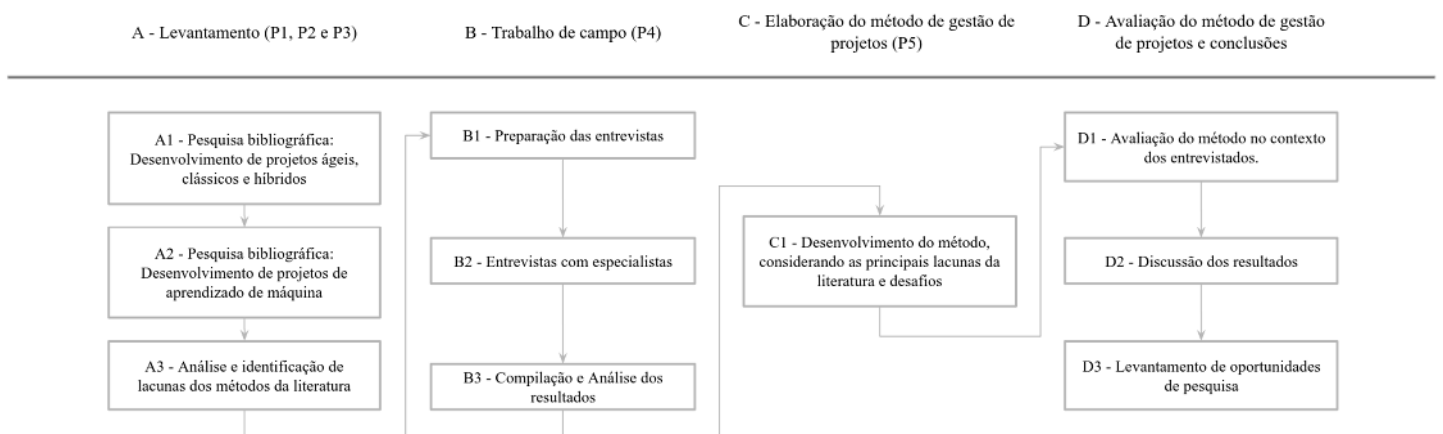 A - Levantamento (P1, P2 e P3)
B - Trabalho de campo (P4)
C - Elaboração do método de gestão de
projetos (P5)
D - Avaliação do método de gestão
de projetos e conclusões
A1 - Pesquisa bibliográfica:
Desenvolvimento de projetos ágeis,
clássicos e híbridos
A2 - Pesquisa bibliográfica:
Desenvolvimento de projetos de
aprendizado de máquina
A3 - Análise e identificação de
lacunas dos métodos da literatura
B1 - Preparação das entrevistas
B2 - Entrevistas com especialistas
B3 - Compilação e Análise dos
resultados
C1 - Desenvolvimento do método,
considerando as principais lacunas da
literatura e desafios
D1 - Avaliação do método no contexto
dos entrevistados.
D2 - Discussão dos resultados
D3 - Levantamento de oportunidades
de pesquisa